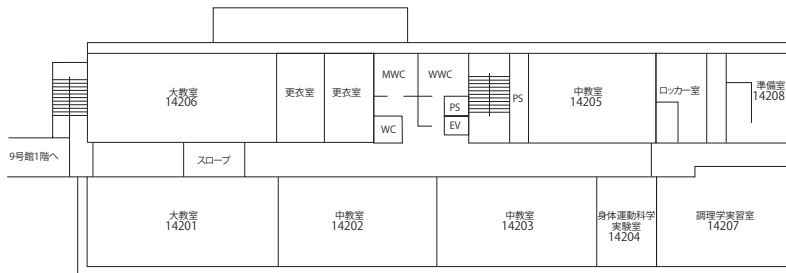 MWC
WWC
大教室
14206
更衣室
更衣室
PS
中教室
14205
ロッカー室
準備室
14208
PS
WC
EV
9号館1階へ
スロープ
大教室
14201
中教室
14202
中教室
14203
身体運動科学
実験室
14204
調理学実習室
14207